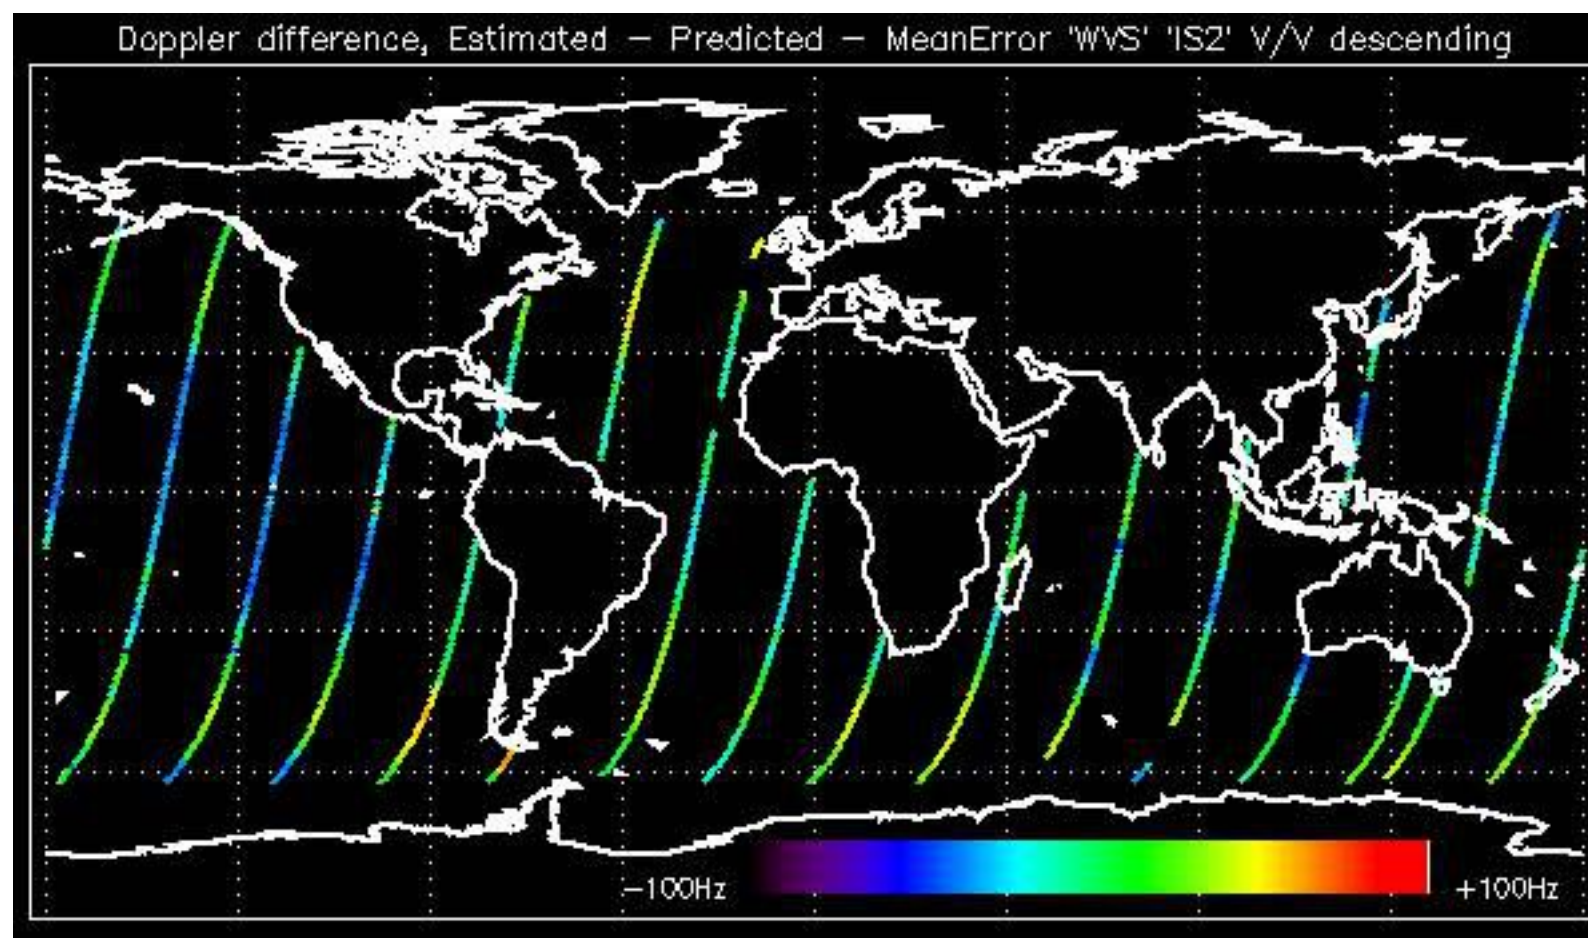 Doppler difference, Estimated – Predicted – MeanError 'WVS' 'IS2' V/V descending
–100Hz +100Hz